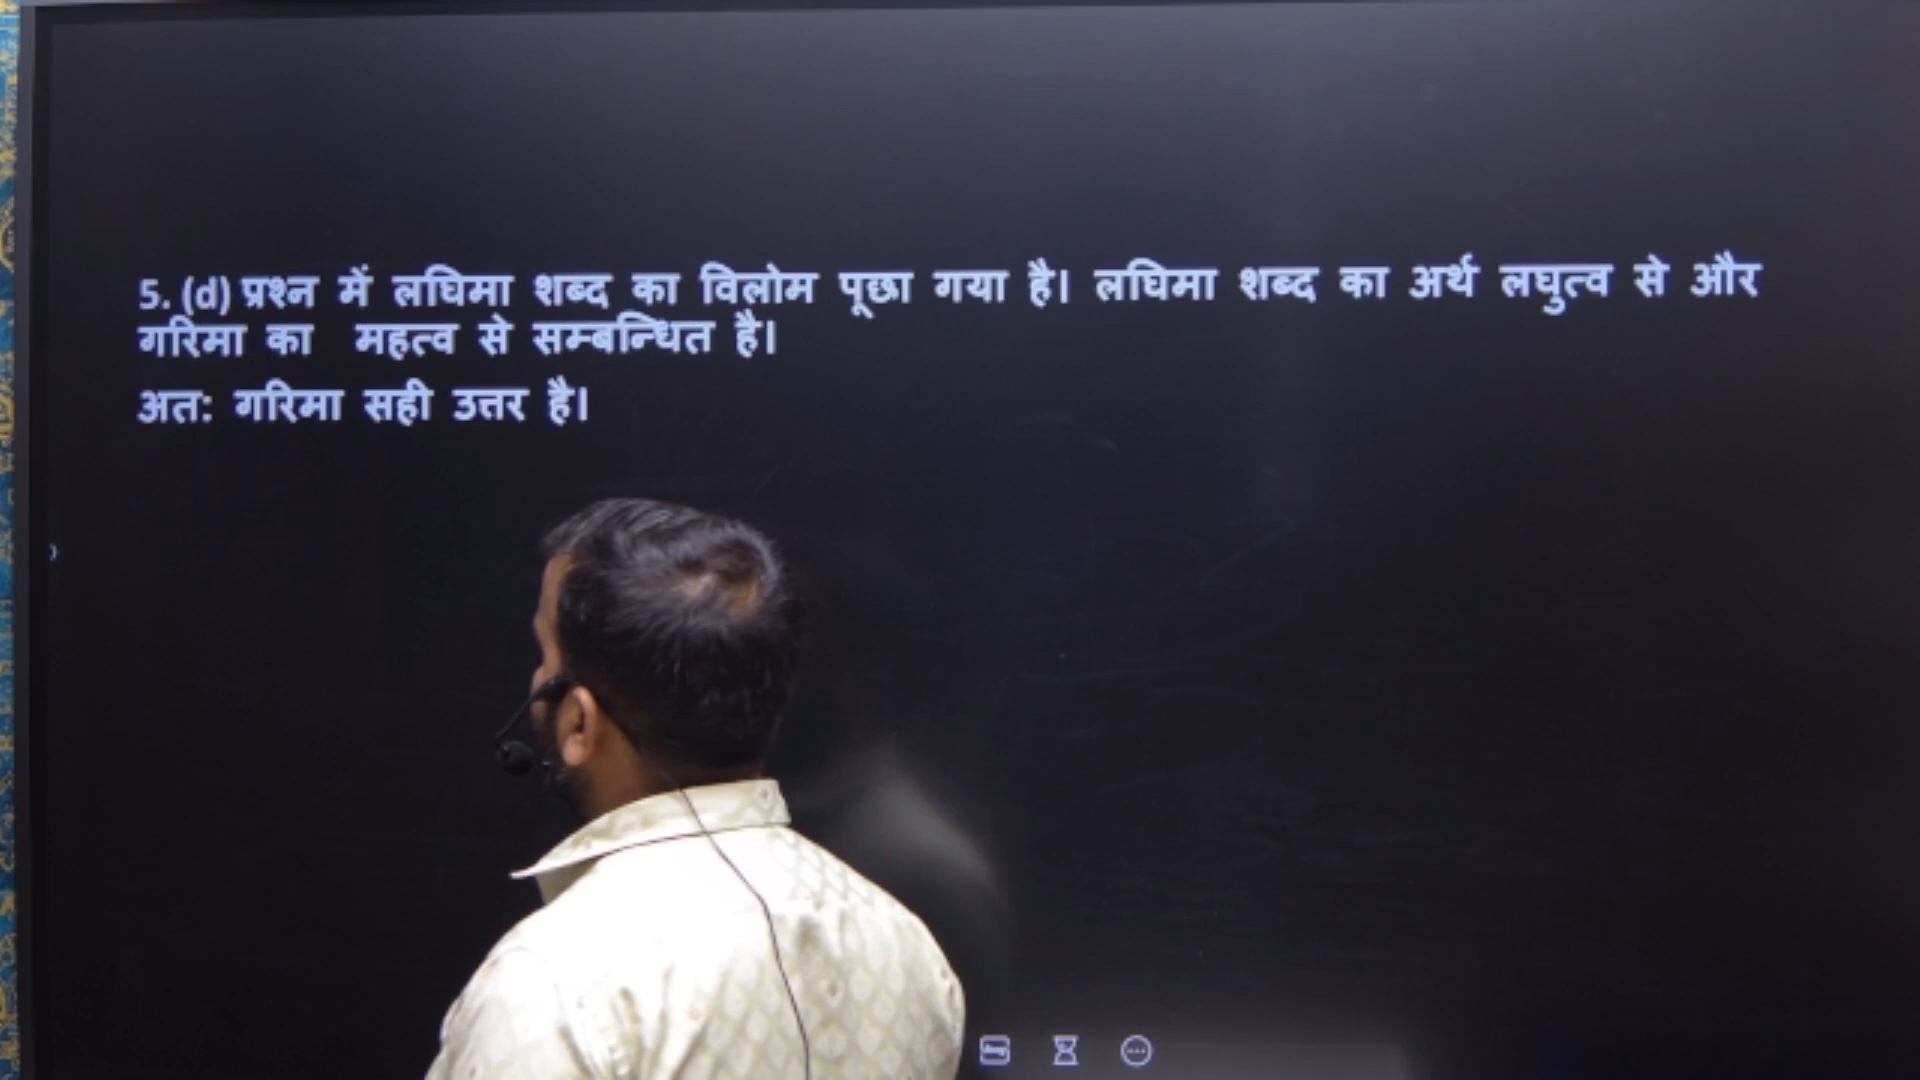 5. (d) प्रश्न में लघिमा शब्द का विलोम पूछा गया है। लघिमा शब्द का अर्थ लघुत्व से और
गरिमा का महत्व से सम्बन्धित है।
अत: गरिमा सही उत्तर है।